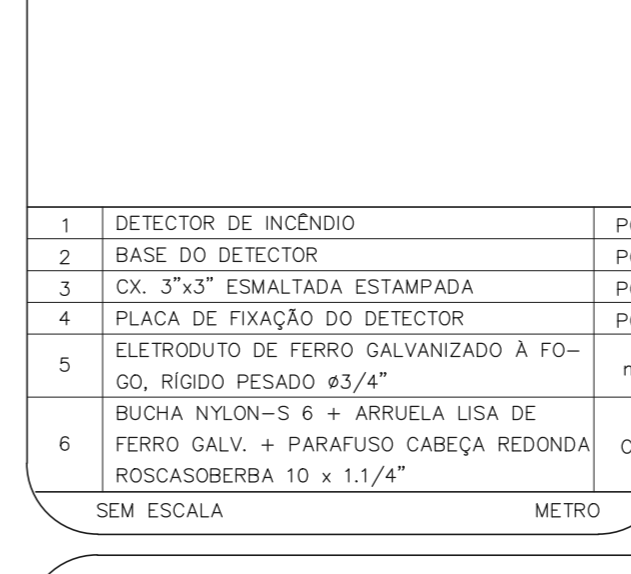 1 DETECTOR DE INCÊNDIO
2 BASE DO DETECTOR
3 CX. 3”x3” ESMALTADA ESTAMPADA
4 PLACA DE FIXAÇÃO DO DETECTOR
5 ELETRODUTO DE FERRO GALVANIZADO À FO–
GO, RÍGIDO PESADO ø3/4”
6 BUCHA NYLON–S 6 + ARRUELA LISA DE
FERRO GALV. + PARAFUSO CABEÇA REDONDA
ROSCASOBERBA 10 x 1.1/4”
SEM ESCALA METRO